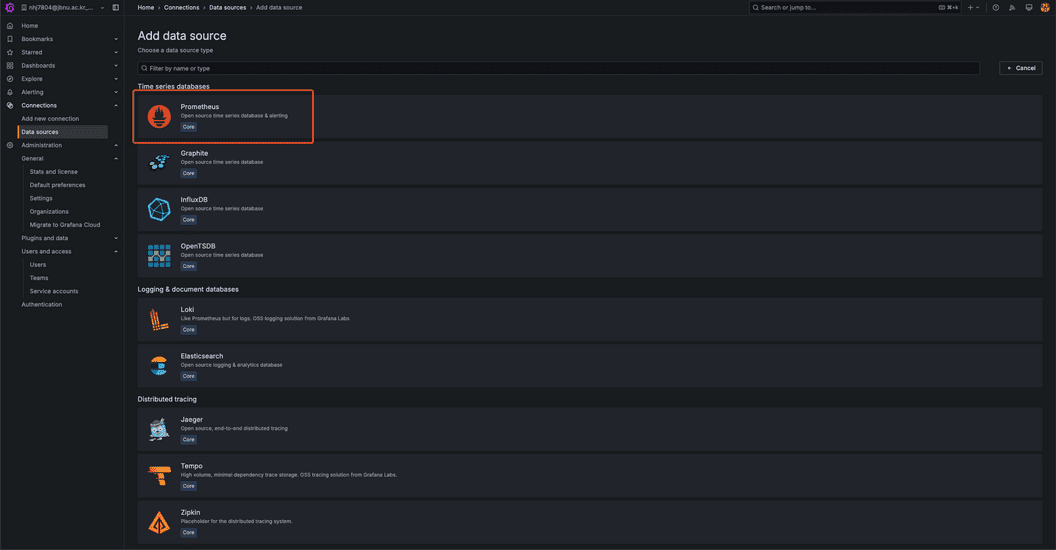 nhj7804@jbnu.ac.kr_...
Home › Connections › Data sources › Add data source
Search or jump to...
⌘+k
Home
Bookmarks
Starred
Dashboards
Explore
Alerting
Connections
Add new connection
Data sources
Administration
General
Stats and license
Default preferences
Settings
Organizations
Migrate to Grafana Cloud
Plugins and data
Users and access
Users
Teams
Service accounts
Authentication
Add data source
Choose a data source type
Filter by name or type
Cancel
Time series databases
Prometheus
Open source time series database & alerting
Core
Graphite
Open source time series database
Core
InfluxDB
Open source time series database
Core
OpenTSDB
Open source time series database
Core
Logging & document databases
Loki
Like Prometheus but for logs. OSS logging solution from Grafana Labs
Core
Elasticsearch
Open source logging & analytics database
Core
Distributed tracing
Jaeger
Open source, end-to-end distributed tracing
Core
Tempo
High volume, minimal dependency trace storage. OSS tracing solution from Grafana Labs.
Core
Zipkin
Placeholder for the distributed tracing system.
Core